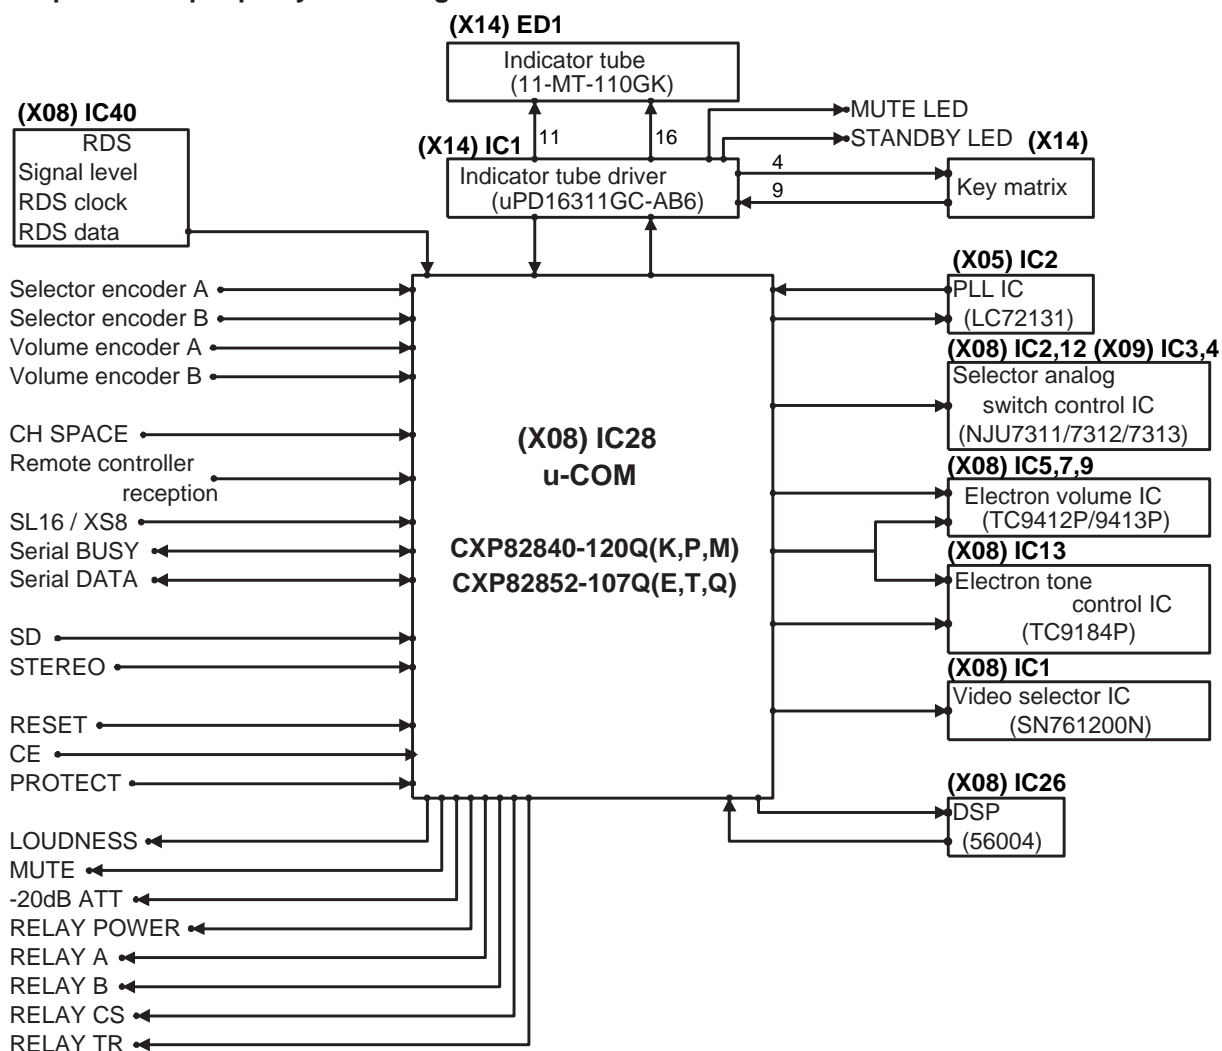 (X14) ED1
Indicator tube
(11-MT-110GK)
(X08) IC40
RDS
Signal level
RDS clock
RDS data
11
16
MUTE LED
STANDBY LED
(X14) IC1
Indicator tube driver
(uPD16311GC-AB6)
4
9
(X14)
Key matrix
Selector encoder A
Selector encoder B
Volume encoder A
Volume encoder B
CH SPACE
Remote controller
reception
SL16 / XS8
Serial BUSY
Serial DATA
SD
STEREO
RESET
CE
PROTECT
LOUDNESS
MUTE
-20dB ATT
RELAY POWER
RELAY A
RELAY B
RELAY CS
RELAY TR
(X08) IC28
u-COM
CXP82840-120Q(K,P,M)
CXP82852-107Q(E,T,Q)
(X05) IC2
PLL IC
(LC72131)
(X08) IC2,12 (X09) IC3,4
Selector analog
switch control IC
(NJU7311/7312/7313)
(X08) IC5,7,9
Electron volume IC
(TC9412P/9413P)
(X08) IC13
Electron tone
control IC
(TC9184P)
(X08) IC1
Video selector IC
(SN761200N)
(X08) IC26
DSP
(56004)